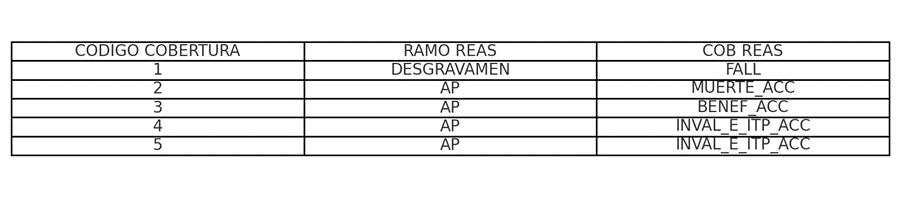 CODIGO COBERTURA RAMO REAS COB REAS
1 DESGRAVAMEN FALL
2 AP MUERTE_ACC
3 AP BENEF_ACC
4 AP INVAL_E_ITP_ACC
5 AP INVAL_E_ITP_ACC